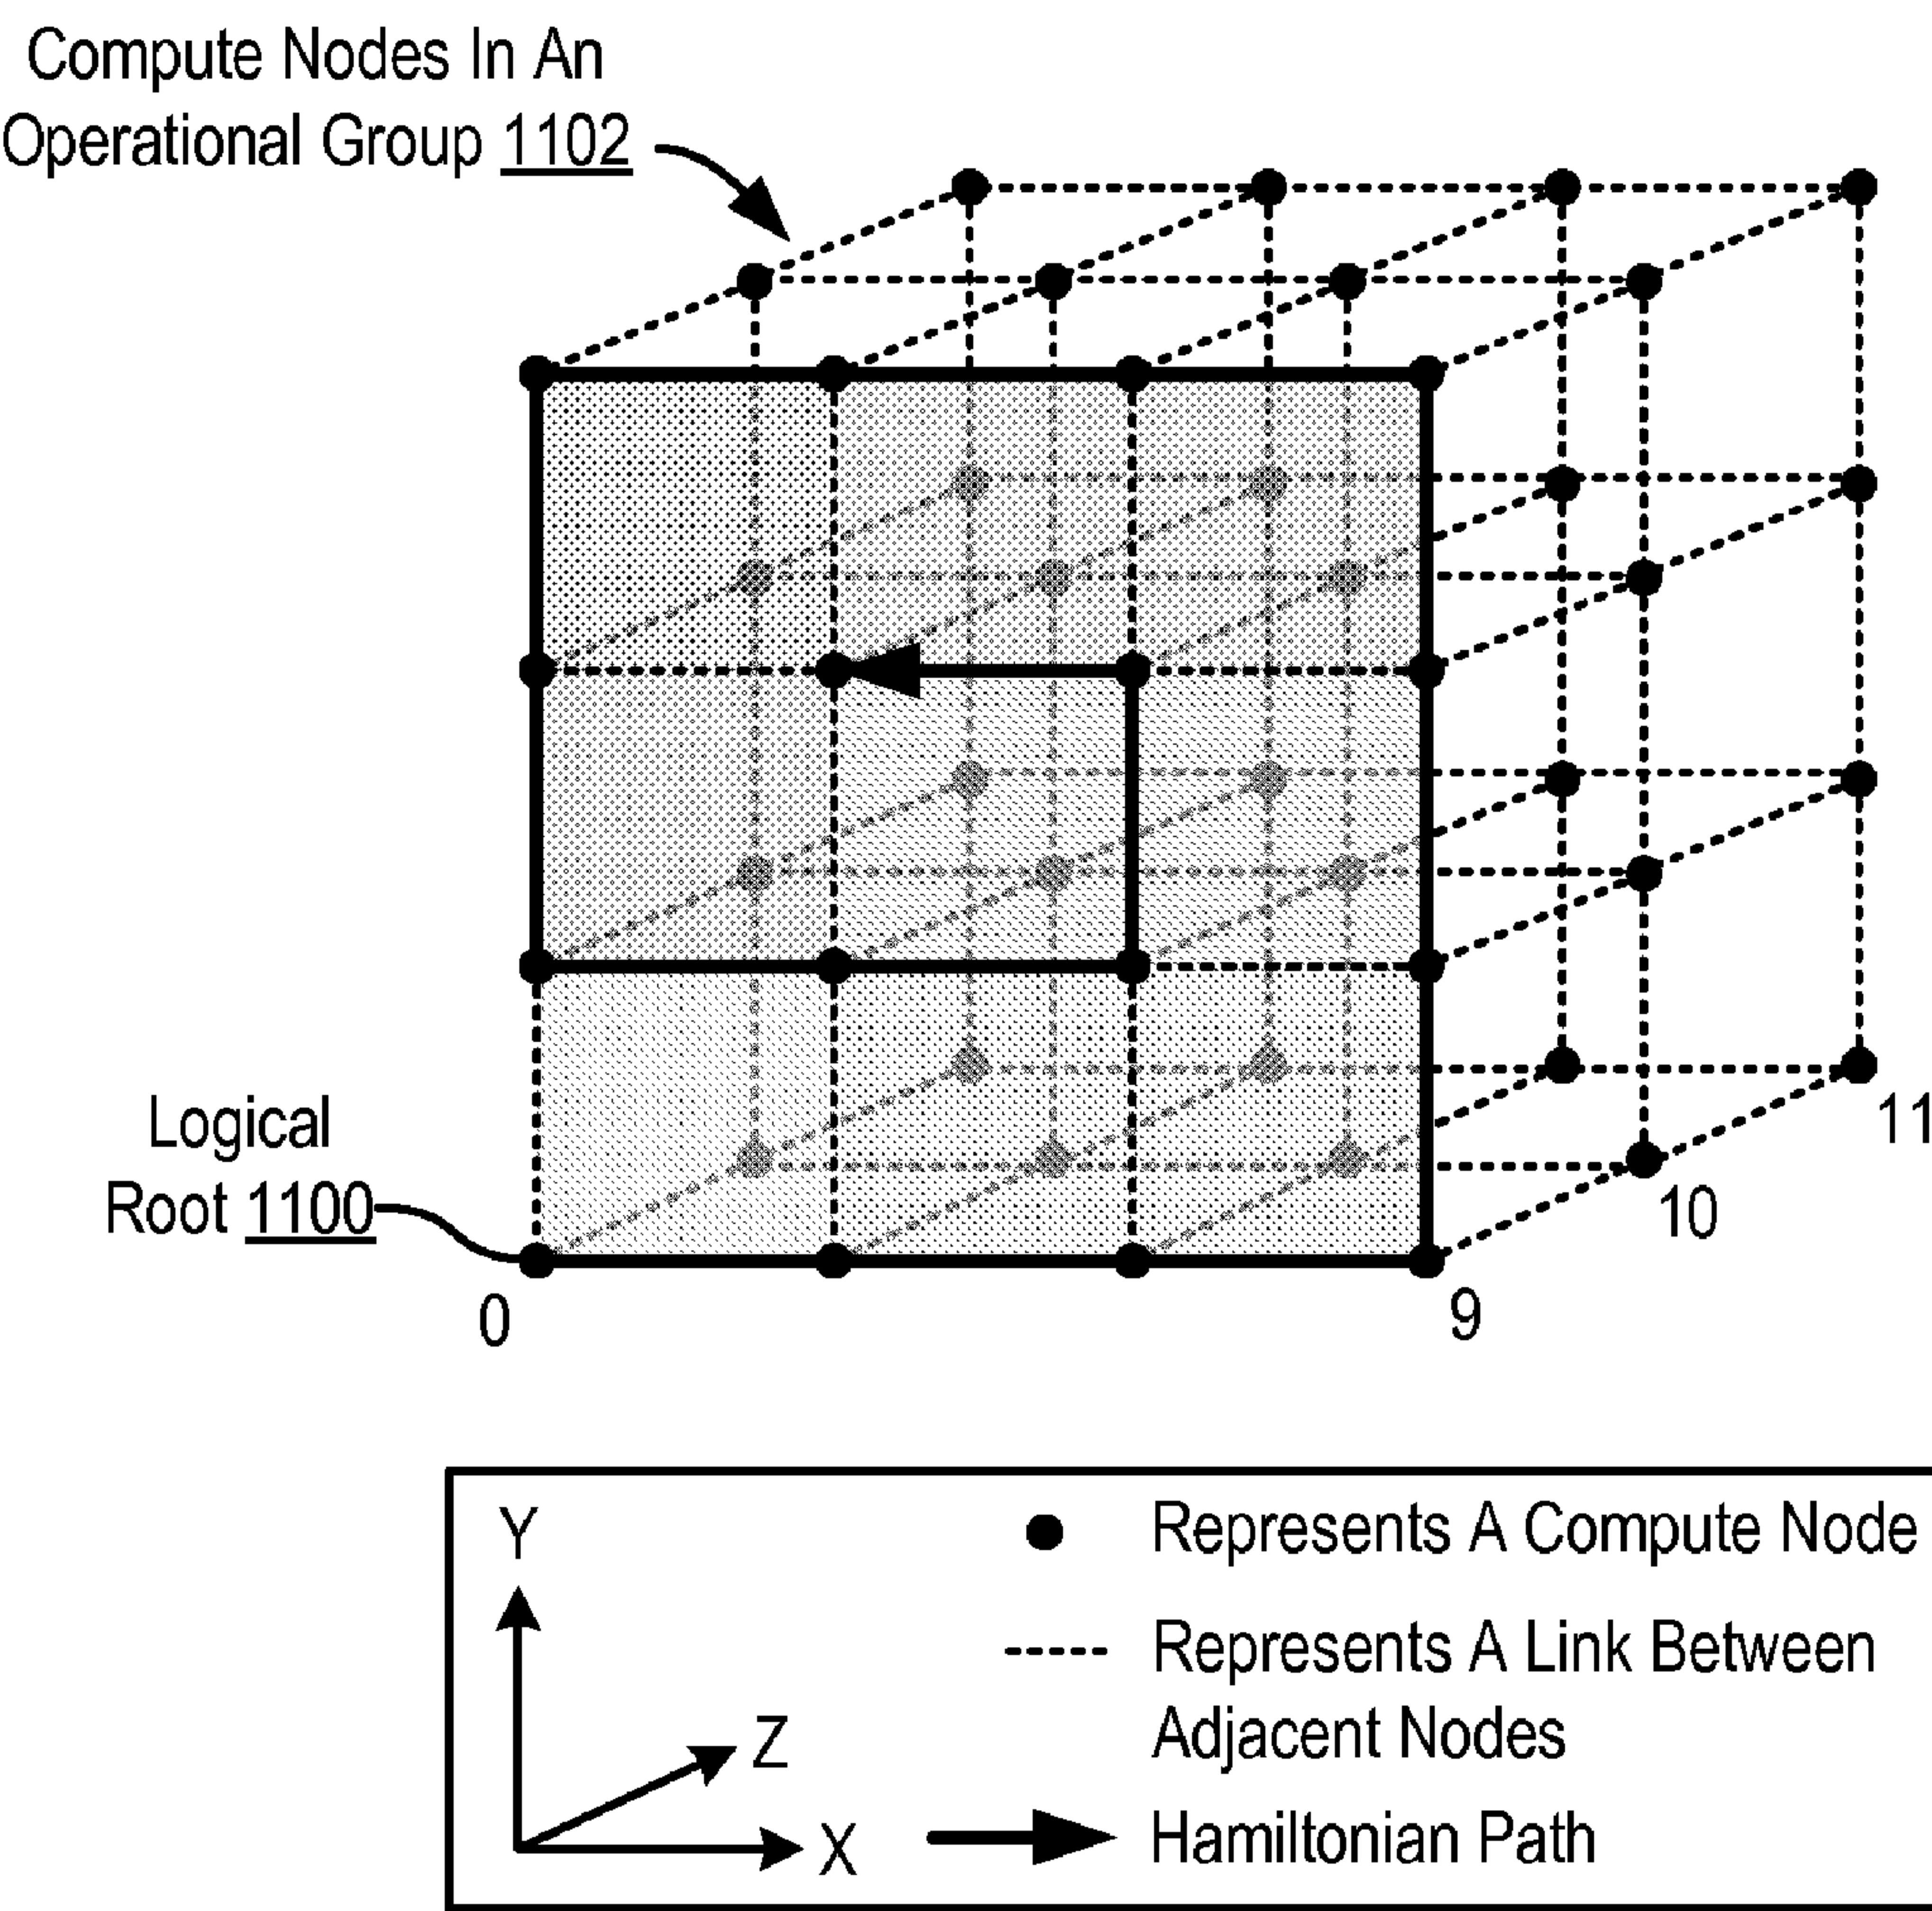 Compute Nodes In An
Operational Group 1102
Logical
Root 1100
0
9
10
11
Y
Z
X
Represents A Compute Node
Represents A Link Between
Adjacent Nodes
Hamiltonian Path